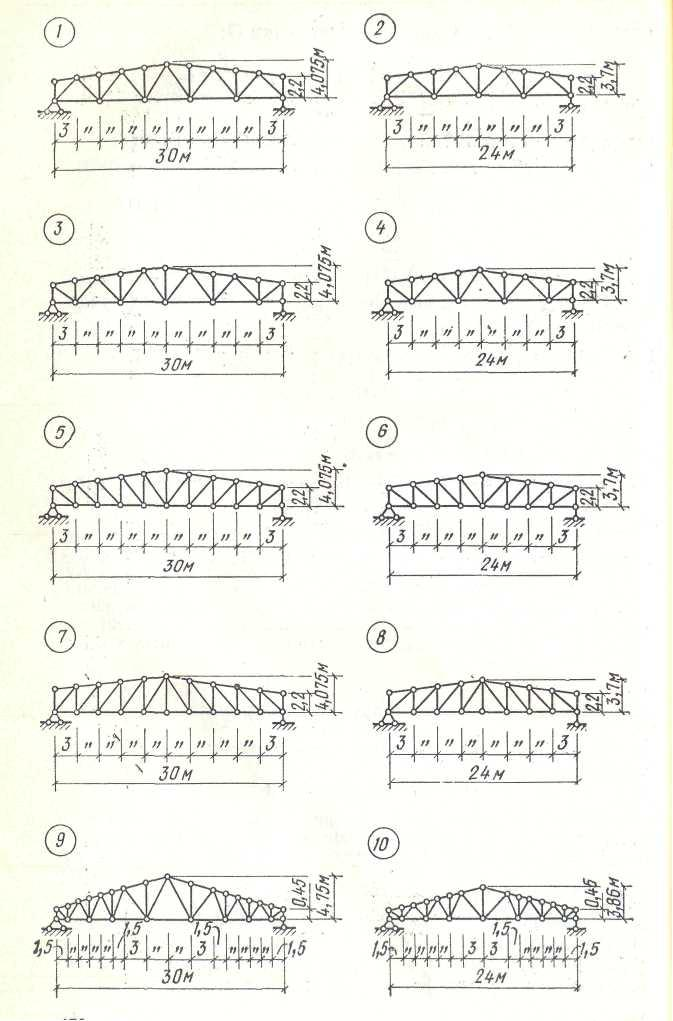 1 2
2,2 4,075м 2,2 3,7м
3 " " " " " " " " 3 3 " " " " " " 3
30м 24м
3 4
2,2 4,075м 2,2 3,7м
3 " " " " " " " " 3 3 " " " " " " 3
30м 24м
5 6
2,2 4,075м 2,2 3,7м
3 " " " " " " " " 3 3 " " " " " " 3
30м 24м
7 8
2,2 4,075м 2,2 3,7м
3 " " " " " " " " 3 3 " " " " " " 3
30м 24м
9 10
0,45 4,75м 0,45 3,86м
1,5 1,5 1,5
1,5 " " " " 3 " " 3 " " " " 1,5 1,5 " " " " 3 3 " " " " 1,5
30м 24м